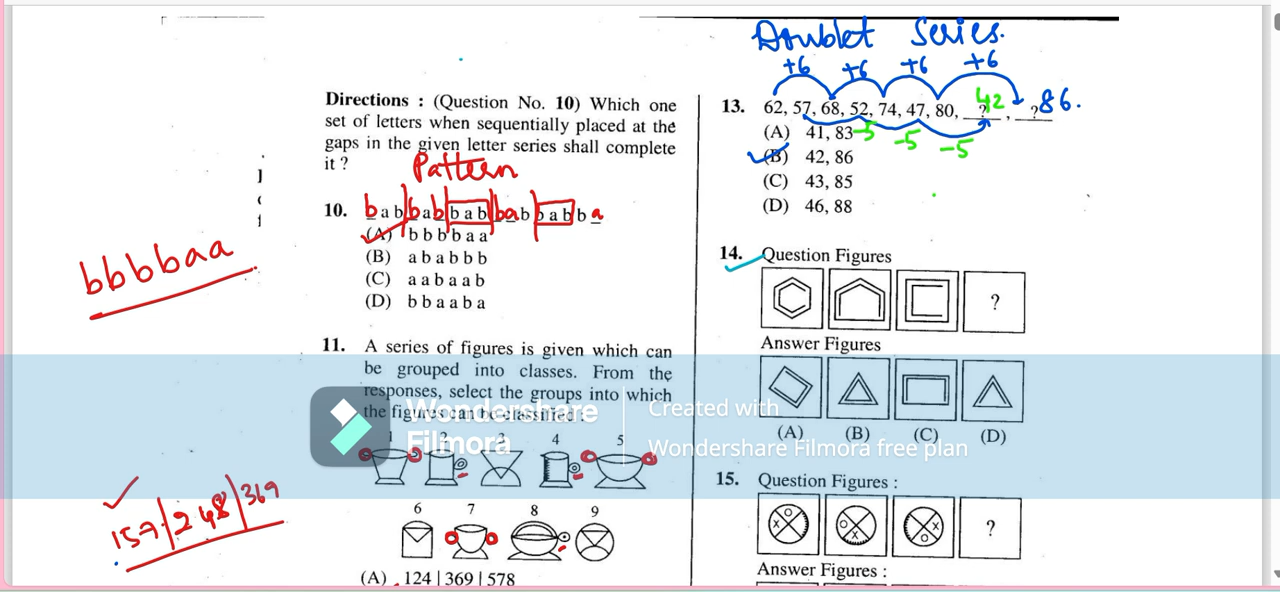 Doublet Series.
+6 +6 +6 +6
Directions : (Question No. 10) Which one
set of letters when sequentially placed at the
gaps in the given letter series shall complete
it ?
Pattern
10. b a b b a b b a b b a b b a b b a
(A) b b b b a a
(B) a b a b b b
(C) a a b a a b
(D) b b a a b a
bbbbaa
11. A series of figures is given which can
be grouped into classes. From the
responses, select the groups into which
the figures can be classified :
1 2 3 4 5
6 7 8 9
(A) 124 | 369 | 578
157 | 248 | 369
13. 62, 57, 68, 52, 74, 47, 80, ? , ?
42 86.
-5 -5 -5
(A) 41, 83
(B) 42, 86
(C) 43, 85
(D) 46, 88
14. Question Figures
?
Answer Figures
(A) (B) (C) (D)
15. Question Figures :
x o o x x o ?
Answer Figures :
Wondershare
Filmora
Created with
Wondershare Filmora free plan